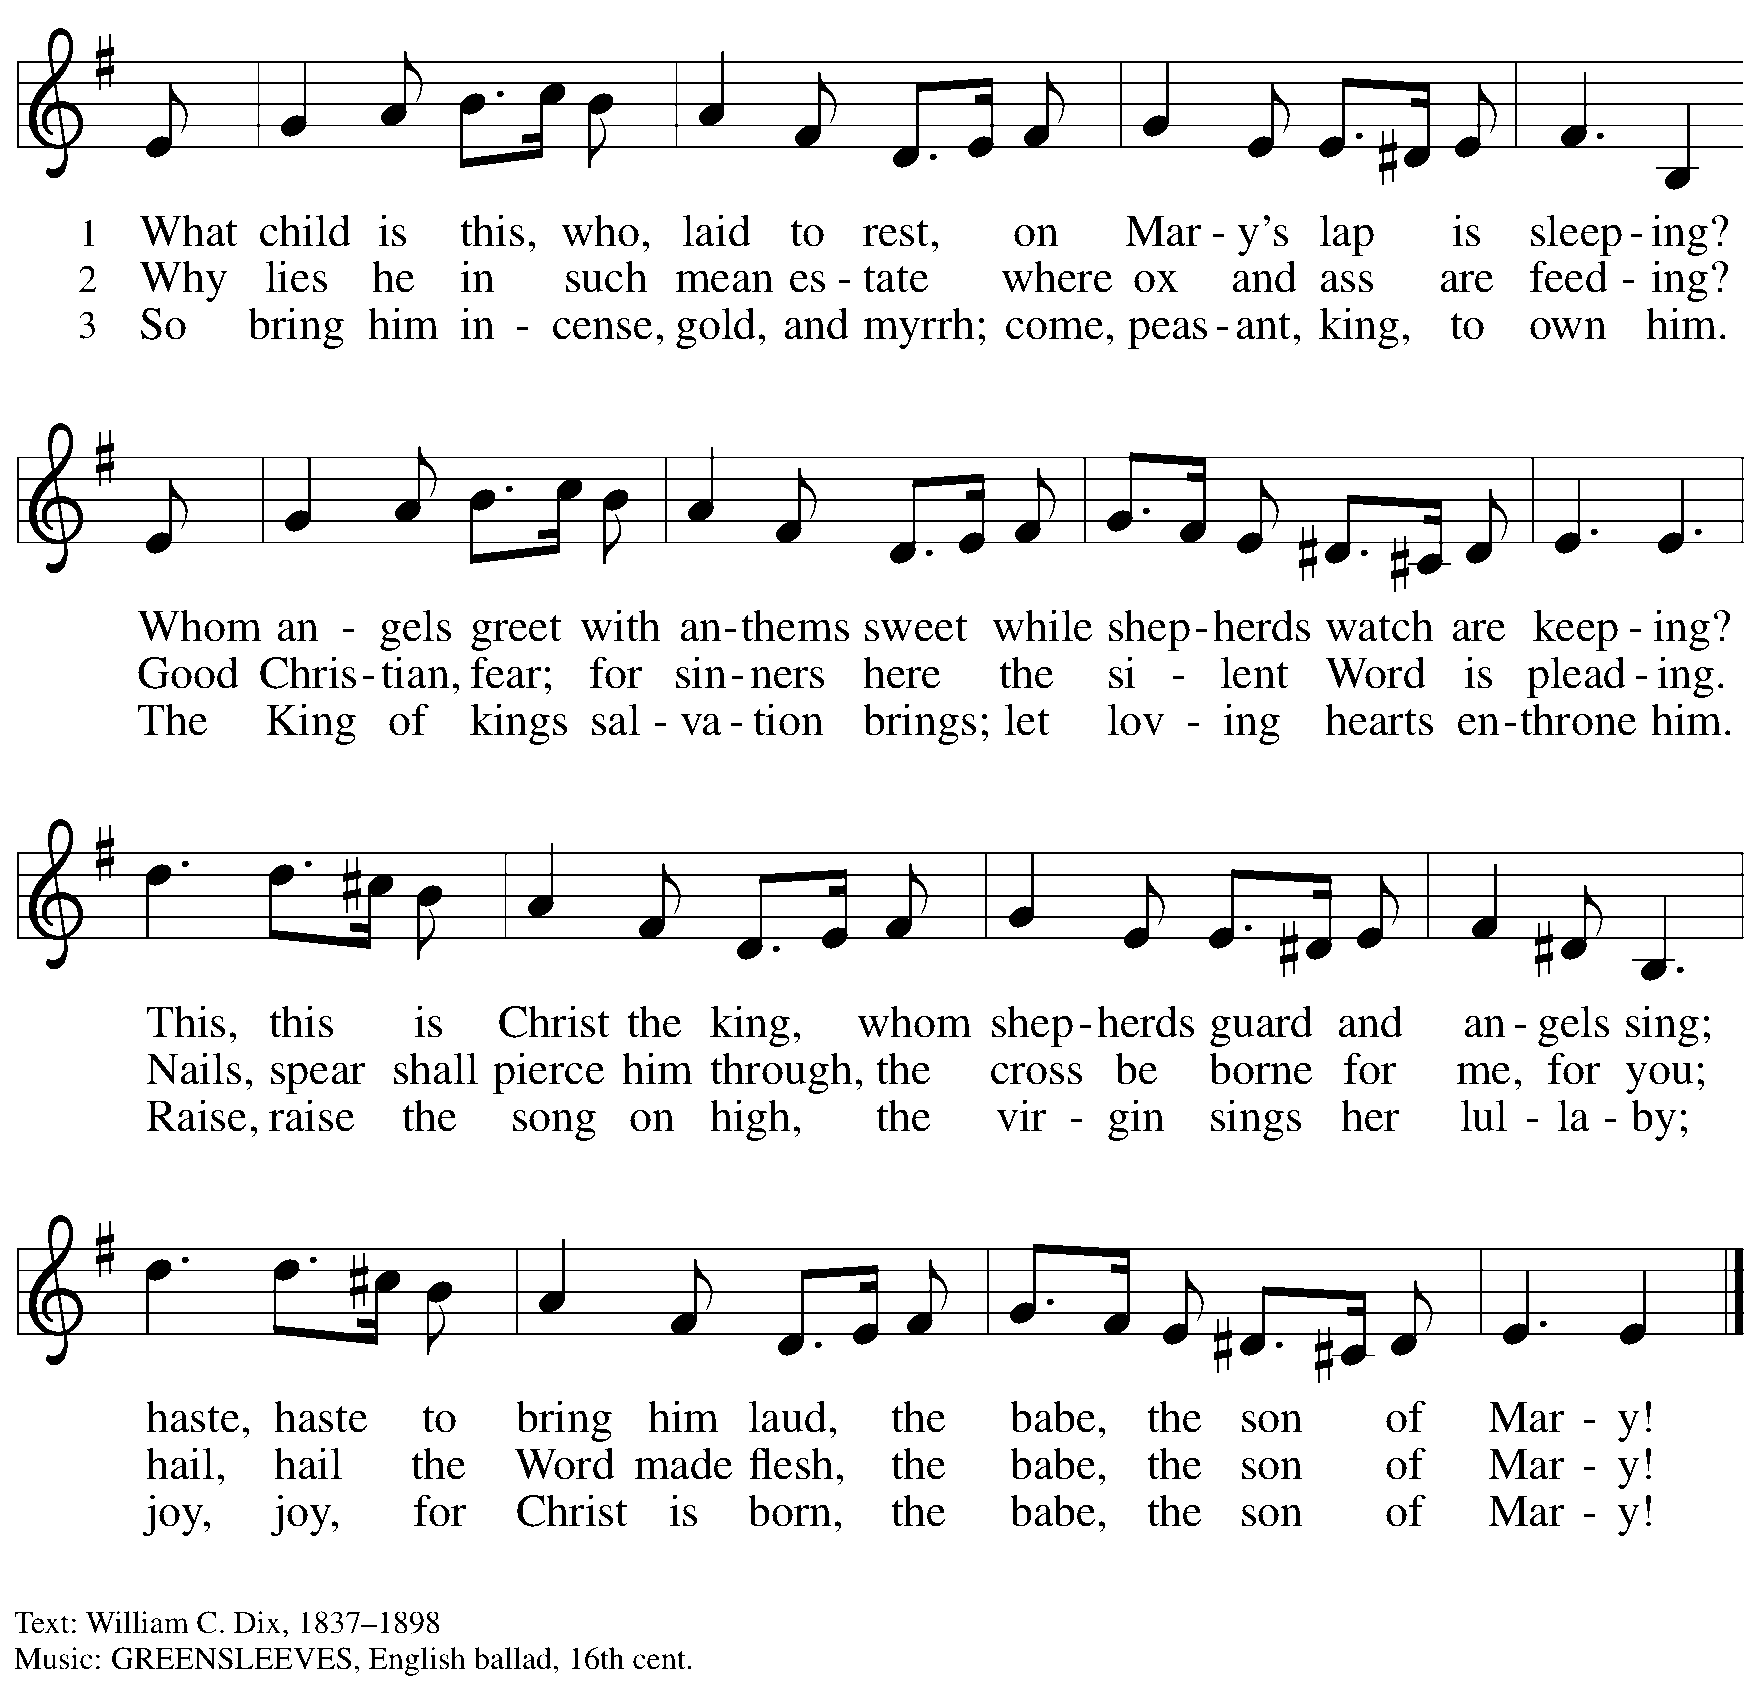 1 What child is this, who, laid to rest, on Mar - y's lap is sleep - ing?
2 Why lies he in such mean es - tate where ox and ass are feed - ing?
3 So bring him in - cense, gold, and myrrh; come, peas - ant, king, to own him.
Whom an - gels greet with an - thems sweet while shep - herds watch are keep - ing?
Good Chris - tian, fear; for sin - ners here the si - lent Word is plead - ing.
The King of kings sal - va - tion brings; let lov - ing hearts en - throne him.
This, this is Christ the king, whom shep - herds guard and an - gels sing;
Nails, spear shall pierce him through, the cross be borne for me, for you;
Raise, raise the song on high, the vir - gin sings her lul - la - by;
haste, haste to bring him laud, the babe, the son of Mar - y!
hail, hail the Word made flesh, the babe, the son of Mar - y!
joy, joy, for Christ is born, the babe, the son of Mar - y!
Text: William C. Dix, 1837–1898
Music: GREENSLEEVES, English ballad, 16th cent.